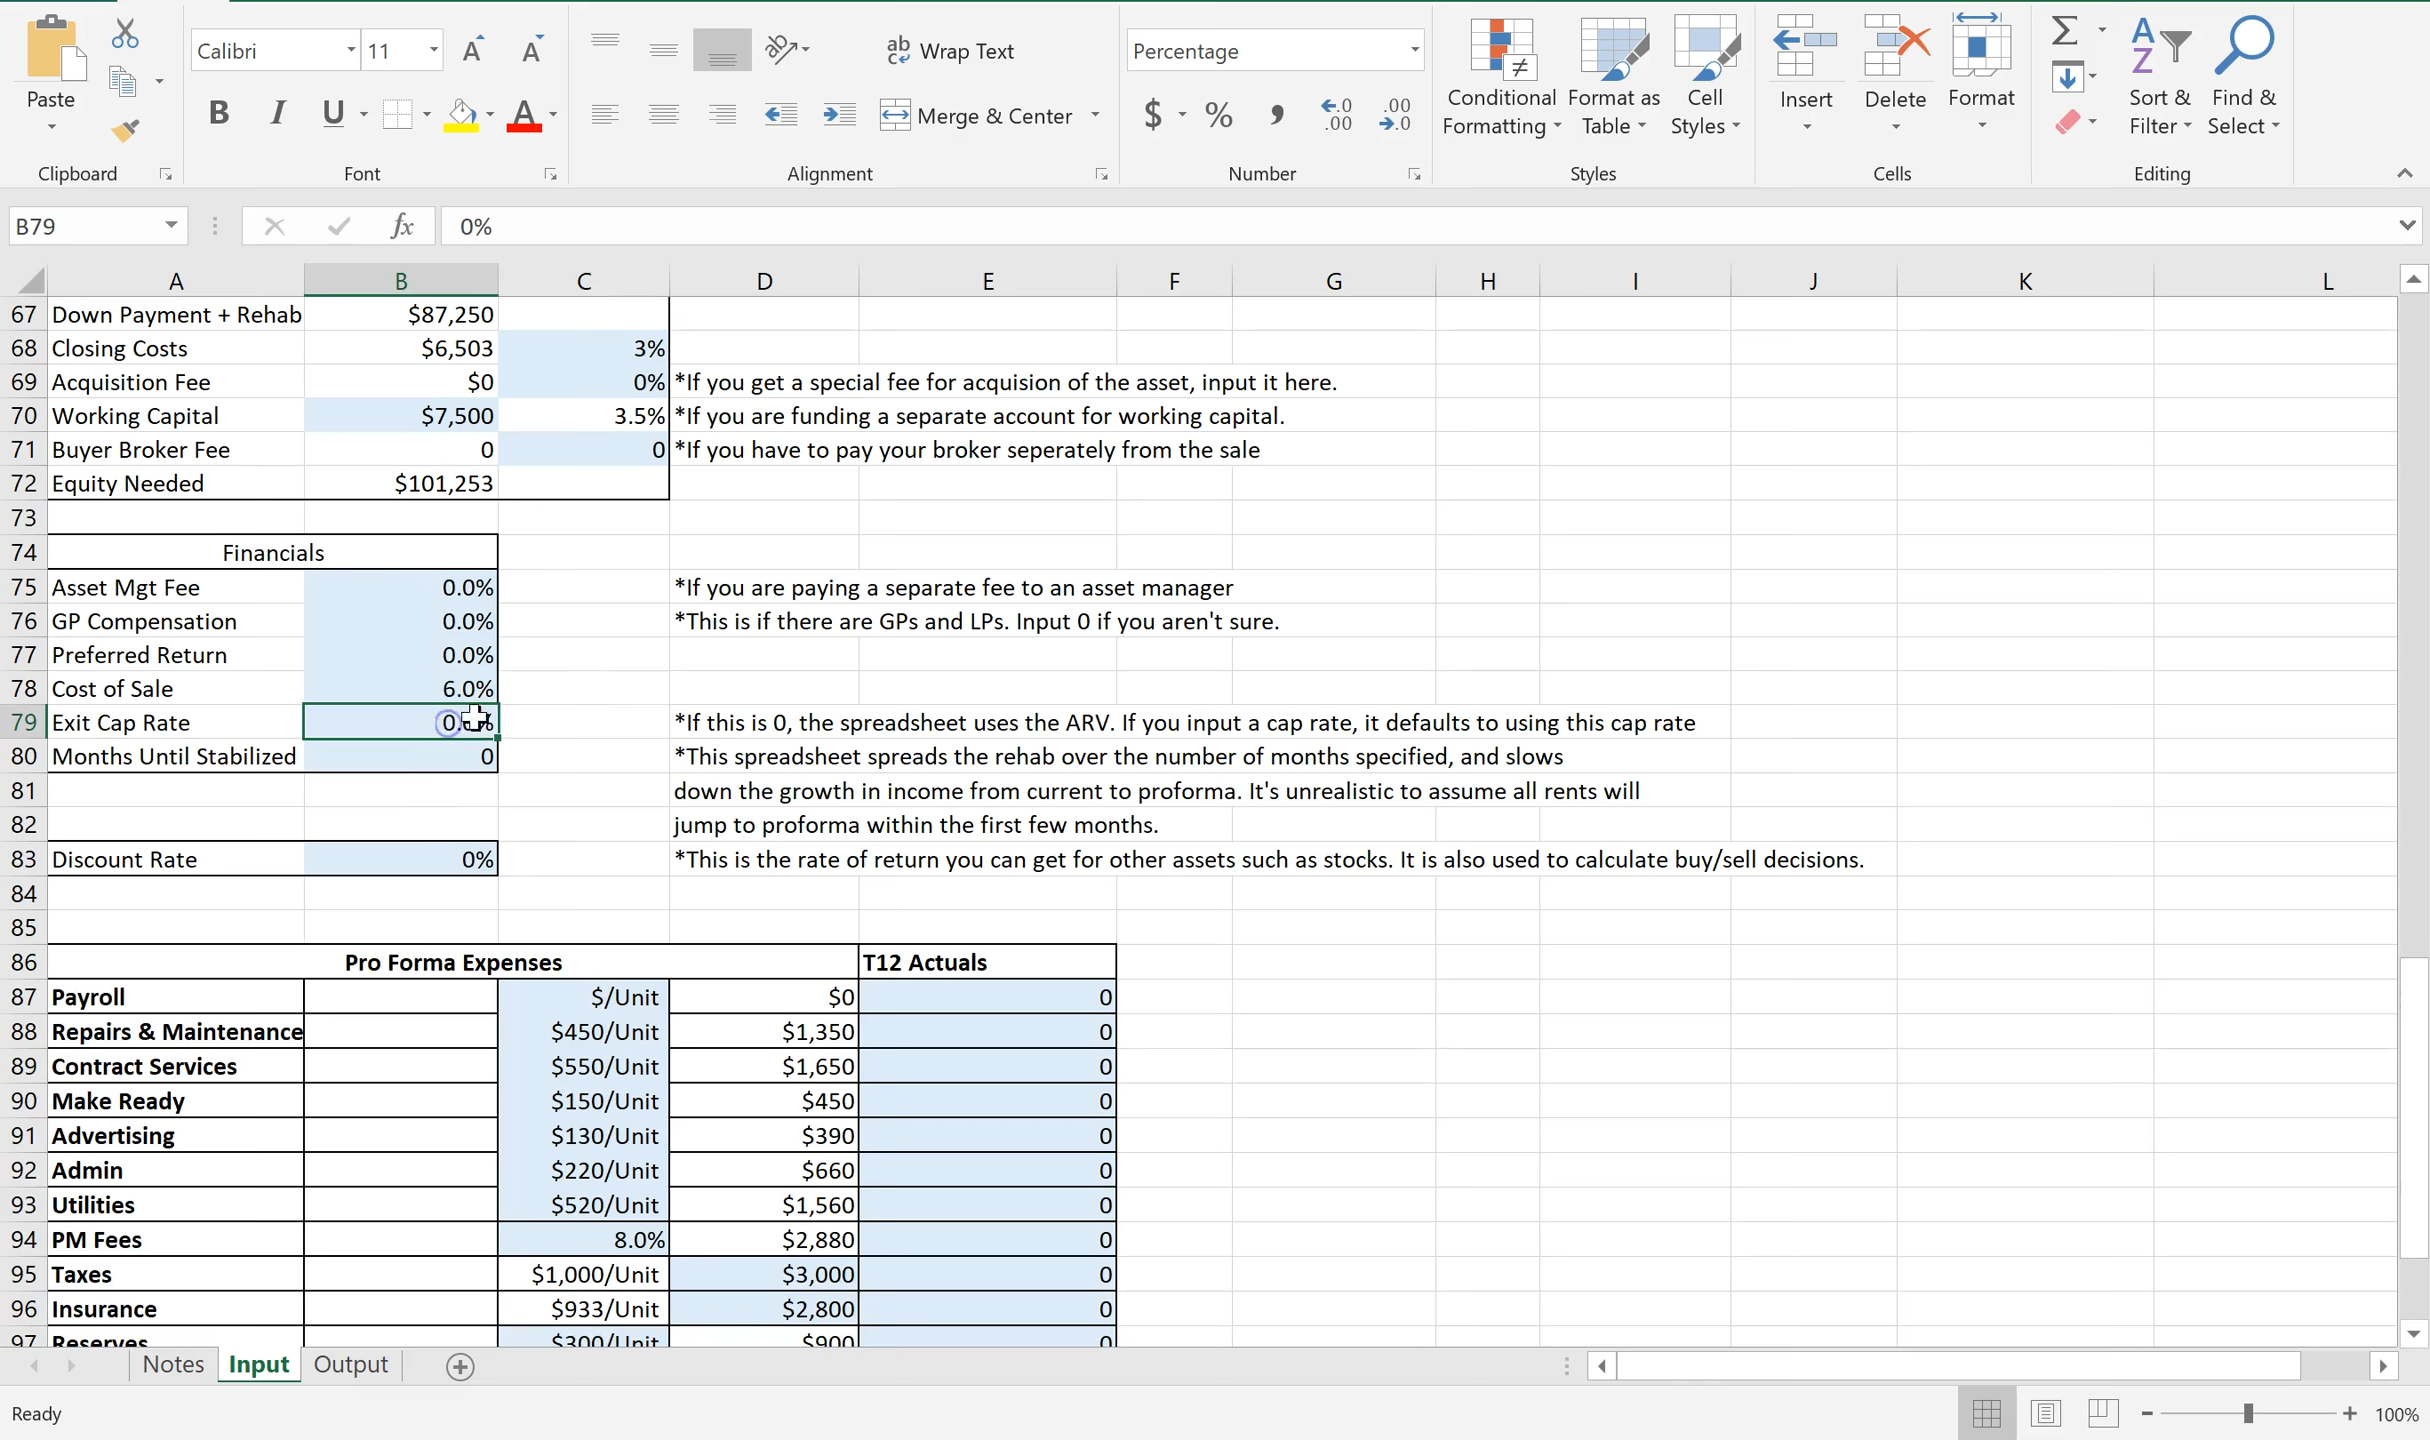 Paste
Clipboard
Calibri
11
A
A
B
I
U
A
Font
ab Wrap Text
Merge & Center
Alignment
Percentage
$ % ,
.0 .00
.00 .0
Number
Conditional Formatting
Format as Table
Cell Styles
Styles
Insert
Delete
Format
Cells
Sort & Filter
Find & Select
Editing
B79 fx 0%
A B C D E F G H I J K L
67 Down Payment + Rehab $87,250
68 Closing Costs $6,503 3%
69 Acquisition Fee $0 0% *If you get a special fee for acquision of the asset, input it here.
70 Working Capital $7,500 3.5% *If you are funding a separate account for working capital.
71 Buyer Broker Fee 0 0 *If you have to pay your broker seperately from the sale
72 Equity Needed $101,253
73
74 Financials
75 Asset Mgt Fee 0.0% *If you are paying a separate fee to an asset manager
76 GP Compensation 0.0% *This is if there are GPs and LPs. Input 0 if you aren't sure.
77 Preferred Return 0.0%
78 Cost of Sale 6.0%
79 Exit Cap Rate *If this is 0, the spreadsheet uses the ARV. If you input a cap rate, it defaults to using this cap rate
80 Months Until Stabilized 0 *This spreadsheet spreads the rehab over the number of months specified, and slows
81 down the growth in income from current to proforma. It's unrealistic to assume all rents will
82 jump to proforma within the first few months.
83 Discount Rate 0% *This is the rate of return you can get for other assets such as stocks. It is also used to calculate buy/sell decisions.
84
85
86 Pro Forma Expenses T12 Actuals
87 Payroll $/Unit $0 0
88 Repairs & Maintenance $450/Unit $1,350 0
89 Contract Services $550/Unit $1,650 0
90 Make Ready $150/Unit $450 0
91 Advertising $130/Unit $390 0
92 Admin $220/Unit $660 0
93 Utilities $520/Unit $1,560 0
94 PM Fees 8.0% $2,880 0
95 Taxes $1,000/Unit $3,000 0
96 Insurance $933/Unit $2,800 0
97 Reserves $300/Unit $900 0
Notes Input Output
Ready 100%